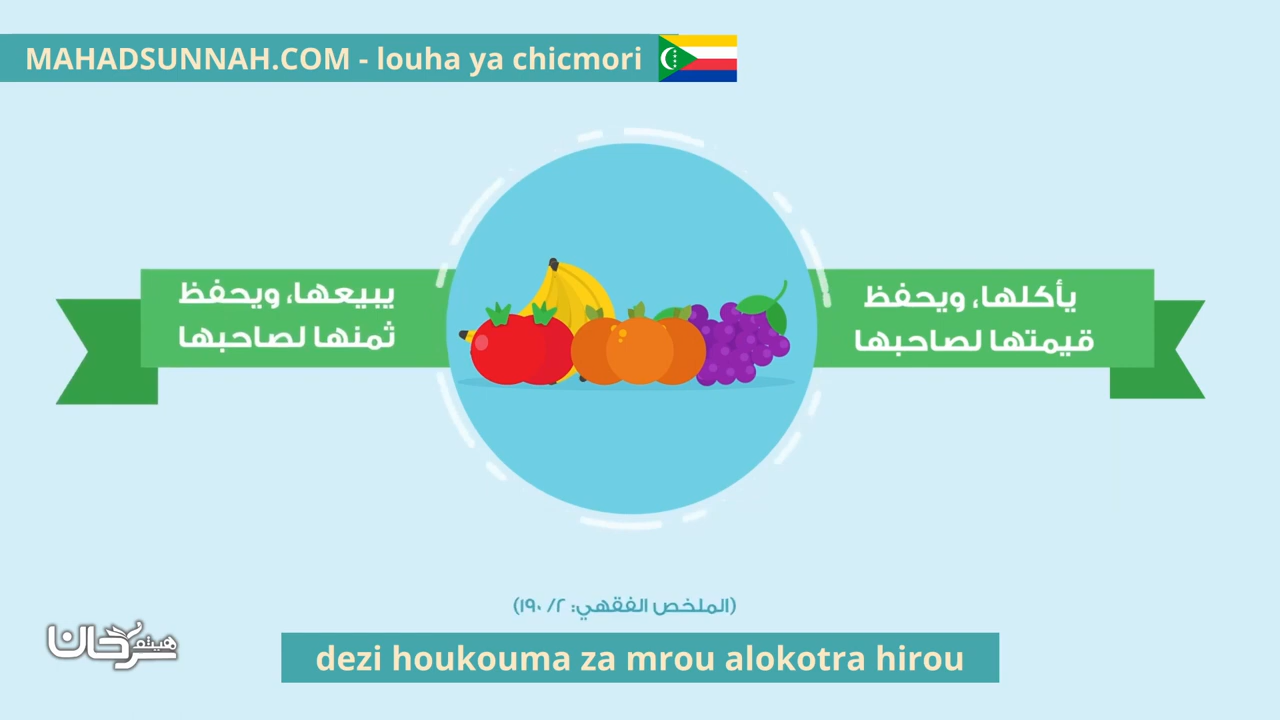 MAHADSUNNAH.COM - louha ya chicmori
يأكلها، ويحفظ
قيمتها لصاحبها
يبيعها، ويحفظ
ثمنها لصاحبها
(الملخص الفقهي: ٢/ ١٩٠)
هيثم
سرحان
dezi houkouma za mrou alokotra hirou